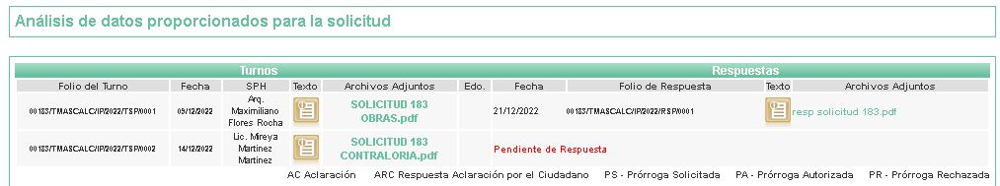 Análisis de datos proporcionados para la solicitud
Turnos Respuestas
Folio del Turno Fecha SPH Texto Archivos Adjuntos Edo. Fecha Folio de Respuesta Texto Archivos Adjuntos
00183/TMASCALC/IP/2022/TSP/0001 09/12/2022 Arq. Maximiliano Flores Rocha SOLICITUD 183 OBRAS.pdf 21/12/2022 00183/TMASCALC/IP/2022/RSP/0001 resp solicitud 183.pdf
00183/TMASCALC/IP/2022/TSP/0002 14/12/2022 Lic. Mireya Martinez Martinez SOLICITUD 183 CONTRALORIA.pdf Pendiente de Respuesta
AC Aclaración ARC Respuesta Aclaración por el Ciudadano PS - Prórroga Solicitada PA - Prórroga Autorizada PR - Prórroga Rechazada